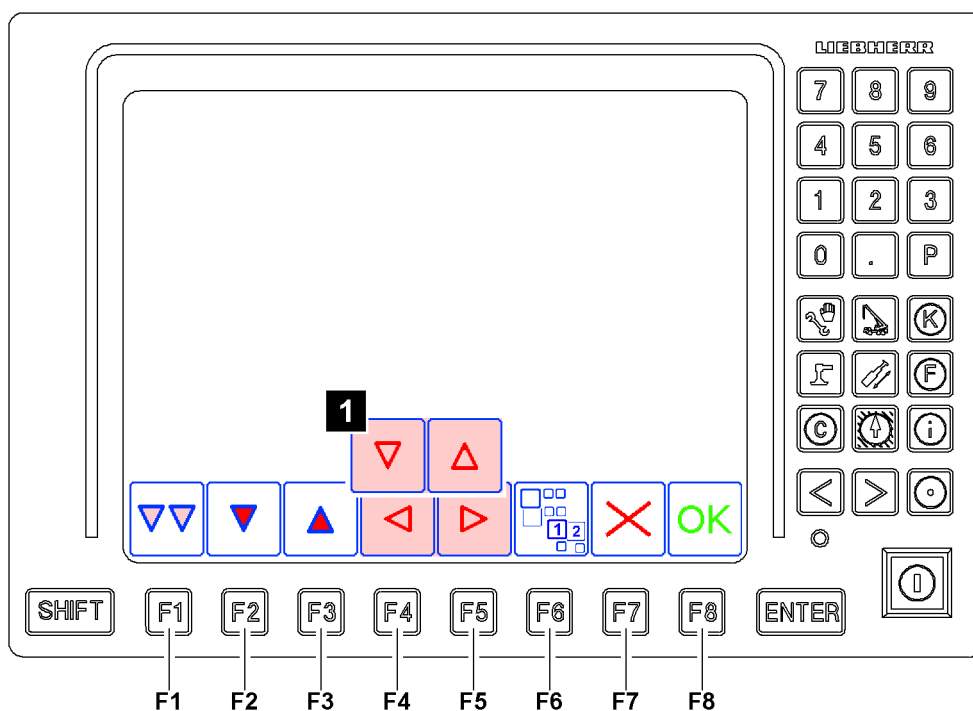 LIEBHERR
7 8 9
4 5 6
1 2 3
0 . P
K
F
1
C i
< >
1 2
OK
SHIFT F1 F2 F3 F4 F5 F6 F7 F8 ENTER
F1 F2 F3 F4 F5 F6 F7 F8